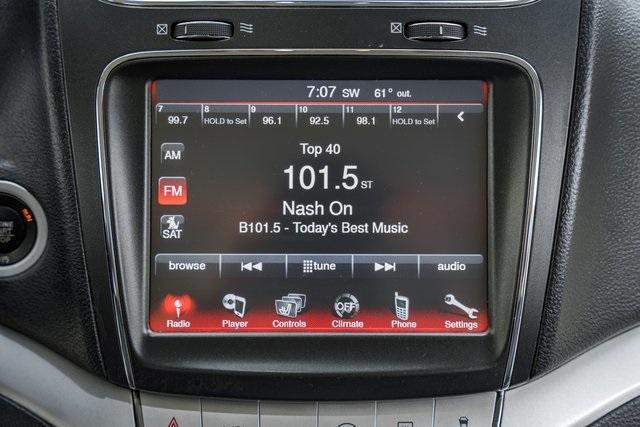 7:07 SW 61° out.
7 8 9 10 11 12
99.7 HOLD to Set 96.1 92.5 98.1 HOLD to Set
AM
Top 40
101.5 ST
FM
Nash On
SAT
B101.5 - Today's Best Music
browse tune audio
OFF
Radio Player Controls Climate Phone Settings